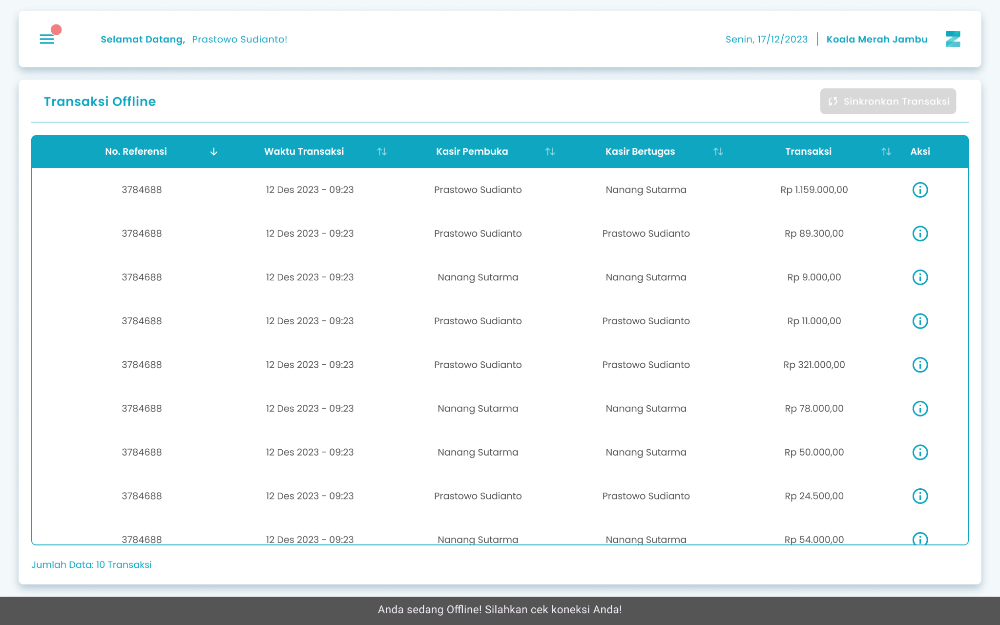 Selamat Datang, Prastowo Sudianto!
Senin, 17/12/2023 | Koala Merah Jambu
Transaksi Offline
Sinkronkan Transaksi
No. Referensi Waktu Transaksi Kasir Pembuka Kasir Bertugas Transaksi Aksi
3784688 12 Des 2023 - 09:23 Prastowo Sudianto Nanang Sutarma Rp 1.159.000,00
3784688 12 Des 2023 - 09:23 Prastowo Sudianto Prastowo Sudianto Rp 89.300,00
3784688 12 Des 2023 - 09:23 Nanang Sutarma Nanang Sutarma Rp 9.000,00
3784688 12 Des 2023 - 09:23 Prastowo Sudianto Prastowo Sudianto Rp 11.000,00
3784688 12 Des 2023 - 09:23 Prastowo Sudianto Prastowo Sudianto Rp 321.000,00
3784688 12 Des 2023 - 09:23 Nanang Sutarma Nanang Sutarma Rp 78.000,00
3784688 12 Des 2023 - 09:23 Nanang Sutarma Nanang Sutarma Rp 50.000,00
3784688 12 Des 2023 - 09:23 Prastowo Sudianto Prastowo Sudianto Rp 24.500,00
3784688 12 Des 2023 - 09:23 Nanang Sutarma Nanang Sutarma Rp 54.000,00
Jumlah Data: 10 Transaksi
Anda sedang Offline! Silahkan cek koneksi Anda!